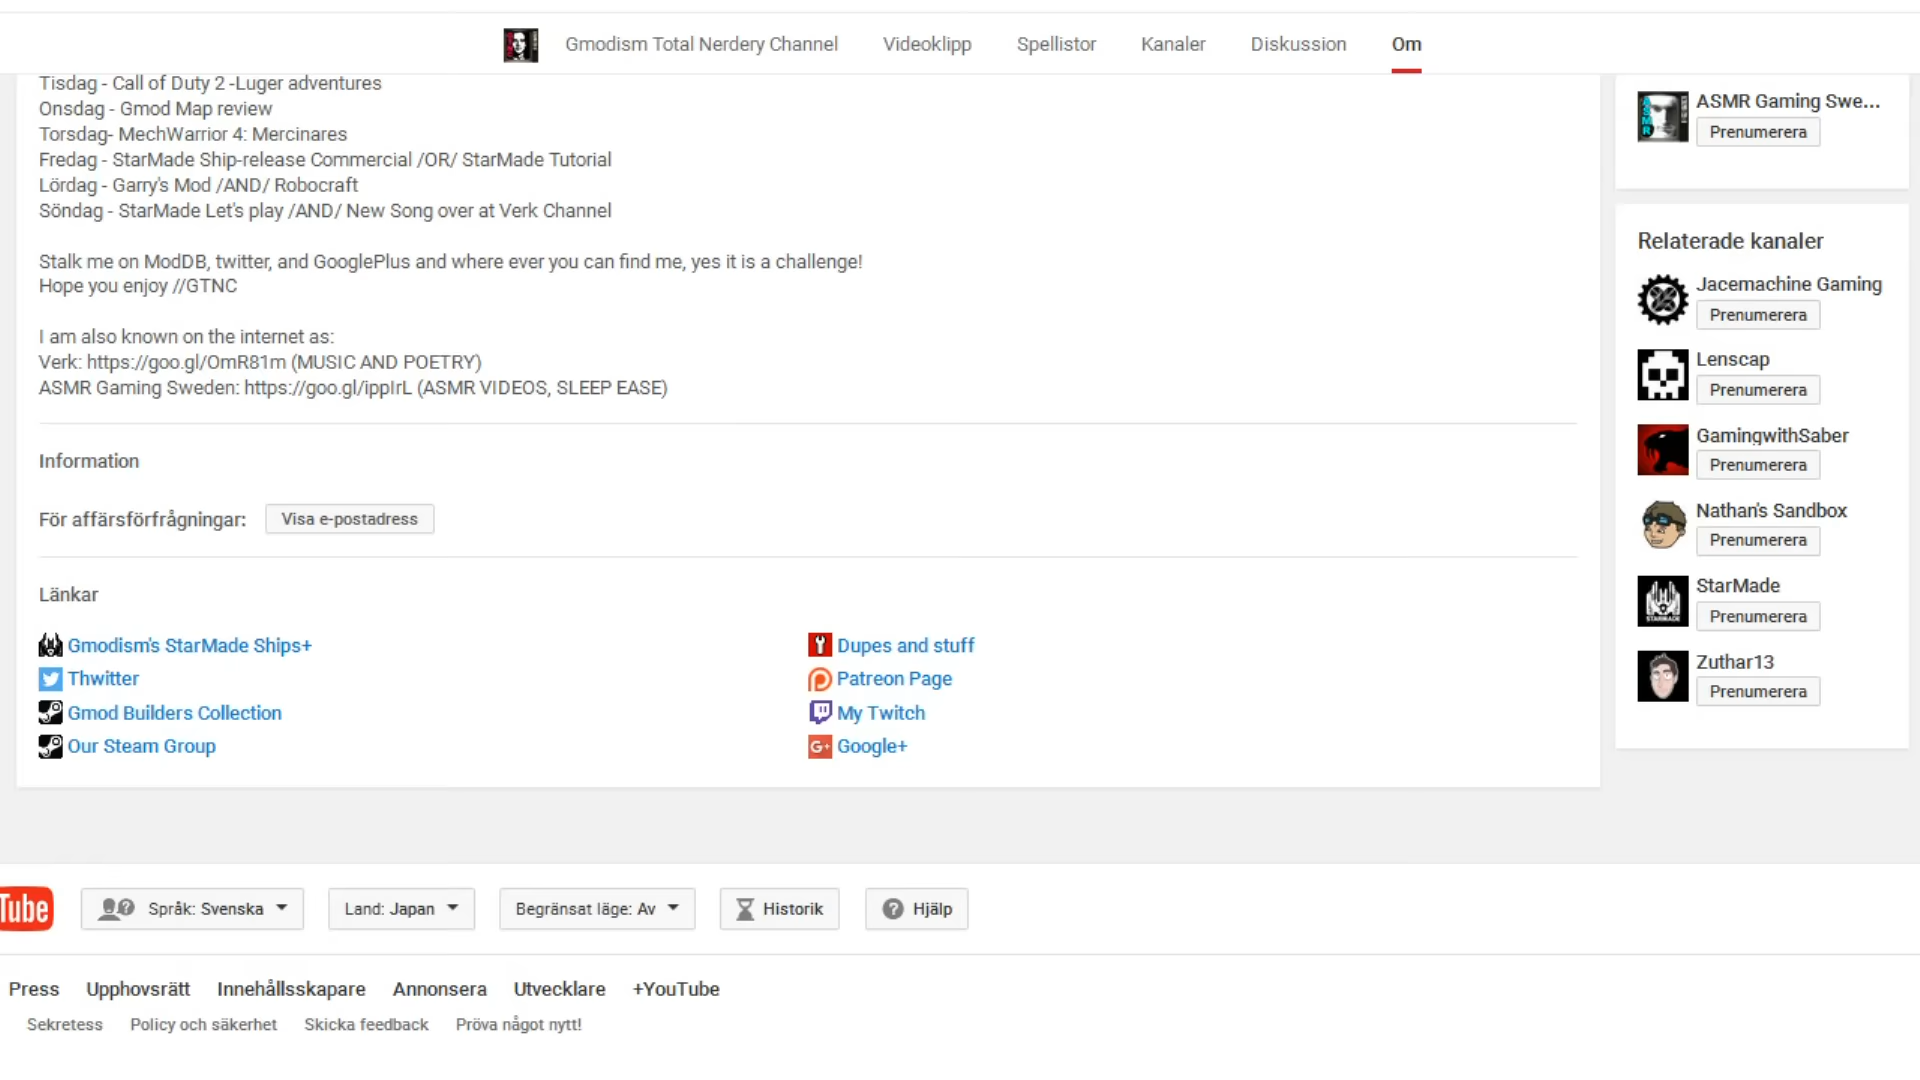 Gmodism Total Nerdery Channel Videoklipp Spellistor Kanaler Diskussion Om
Tisdag - Call of Duty 2 -Luger adventures
Onsdag - Gmod Map review
Torsdag- MechWarrior 4: Mercinares
Fredag - StarMade Ship-release Commercial /OR/ StarMade Tutorial
Lördag - Garry's Mod /AND/ Robocraft
Söndag - StarMade Let's play /AND/ New Song over at Verk Channel
Stalk me on ModDB, twitter, and GooglePlus and where ever you can find me, yes it is a challenge!
Hope you enjoy //GTNC
I am also known on the internet as:
Verk: https://goo.gl/OmR81m (MUSIC AND POETRY)
ASMR Gaming Sweden: https://goo.gl/ippIrL (ASMR VIDEOS, SLEEP EASE)
Information
För affärsförfrågningar: Visa e-postadress
Länkar
Gmodism's StarMade Ships+
Thwitter
Gmod Builders Collection
Our Steam Group
Dupes and stuff
Patreon Page
My Twitch
G+ Google+
ASMR
ASMR Gaming Swe...
Prenumerera
Relaterade kanaler
Jacemachine Gaming
Prenumerera
Lenscap
Prenumerera
GamingwithSaber
Prenumerera
Nathan's Sandbox
Prenumerera
STARMADE
StarMade
Prenumerera
Zuthar13
Prenumerera
Tube Språk: Svenska Land: Japan Begränsat läge: Av Historik ? Hjälp
Press Upphovsrätt Innehållsskapare Annonsera Utvecklare +YouTube
Sekretess Policy och säkerhet Skicka feedback Pröva något nytt!